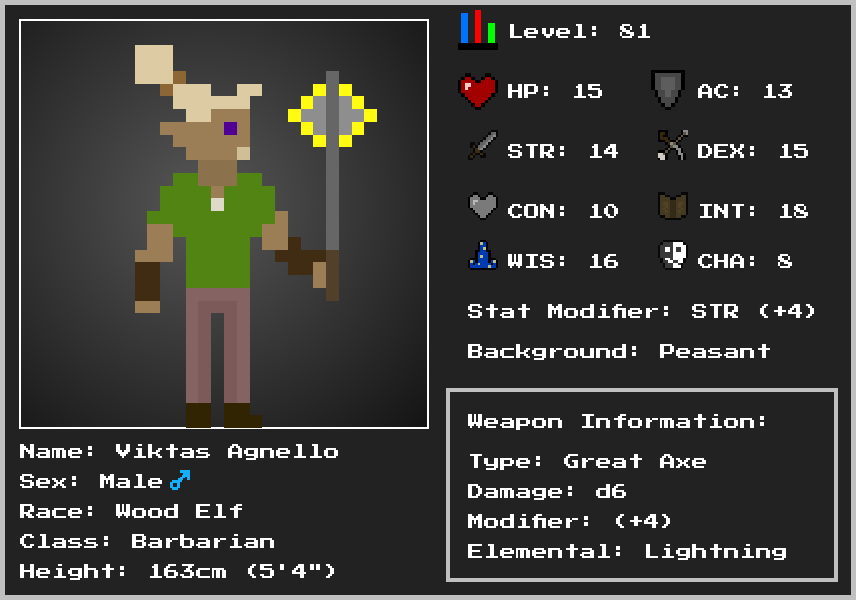 Level: 81
HP: 15
AC: 13
STR: 14
DEX: 15
CON: 10
INT: 18
WIS: 16
CHA: 8
Stat Modifier: STR (+4)
Background: Peasant
Weapon Information:
Type: Great Axe
Damage: d6
Modifier: (+4)
Elemental: Lightning
Name: Viktas Agnello
Sex: Male♂
Race: Wood Elf
Class: Barbarian
Height: 163cm (5'4")